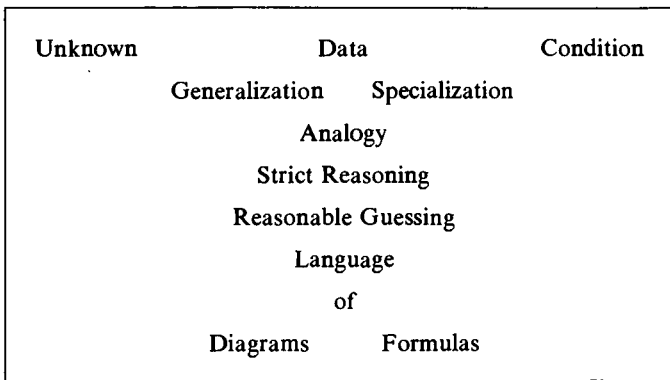 Unknown Data Condition
Generalization Specialization
Analogy
Strict Reasoning
Reasonable Guessing
Language
of
Diagrams Formulas